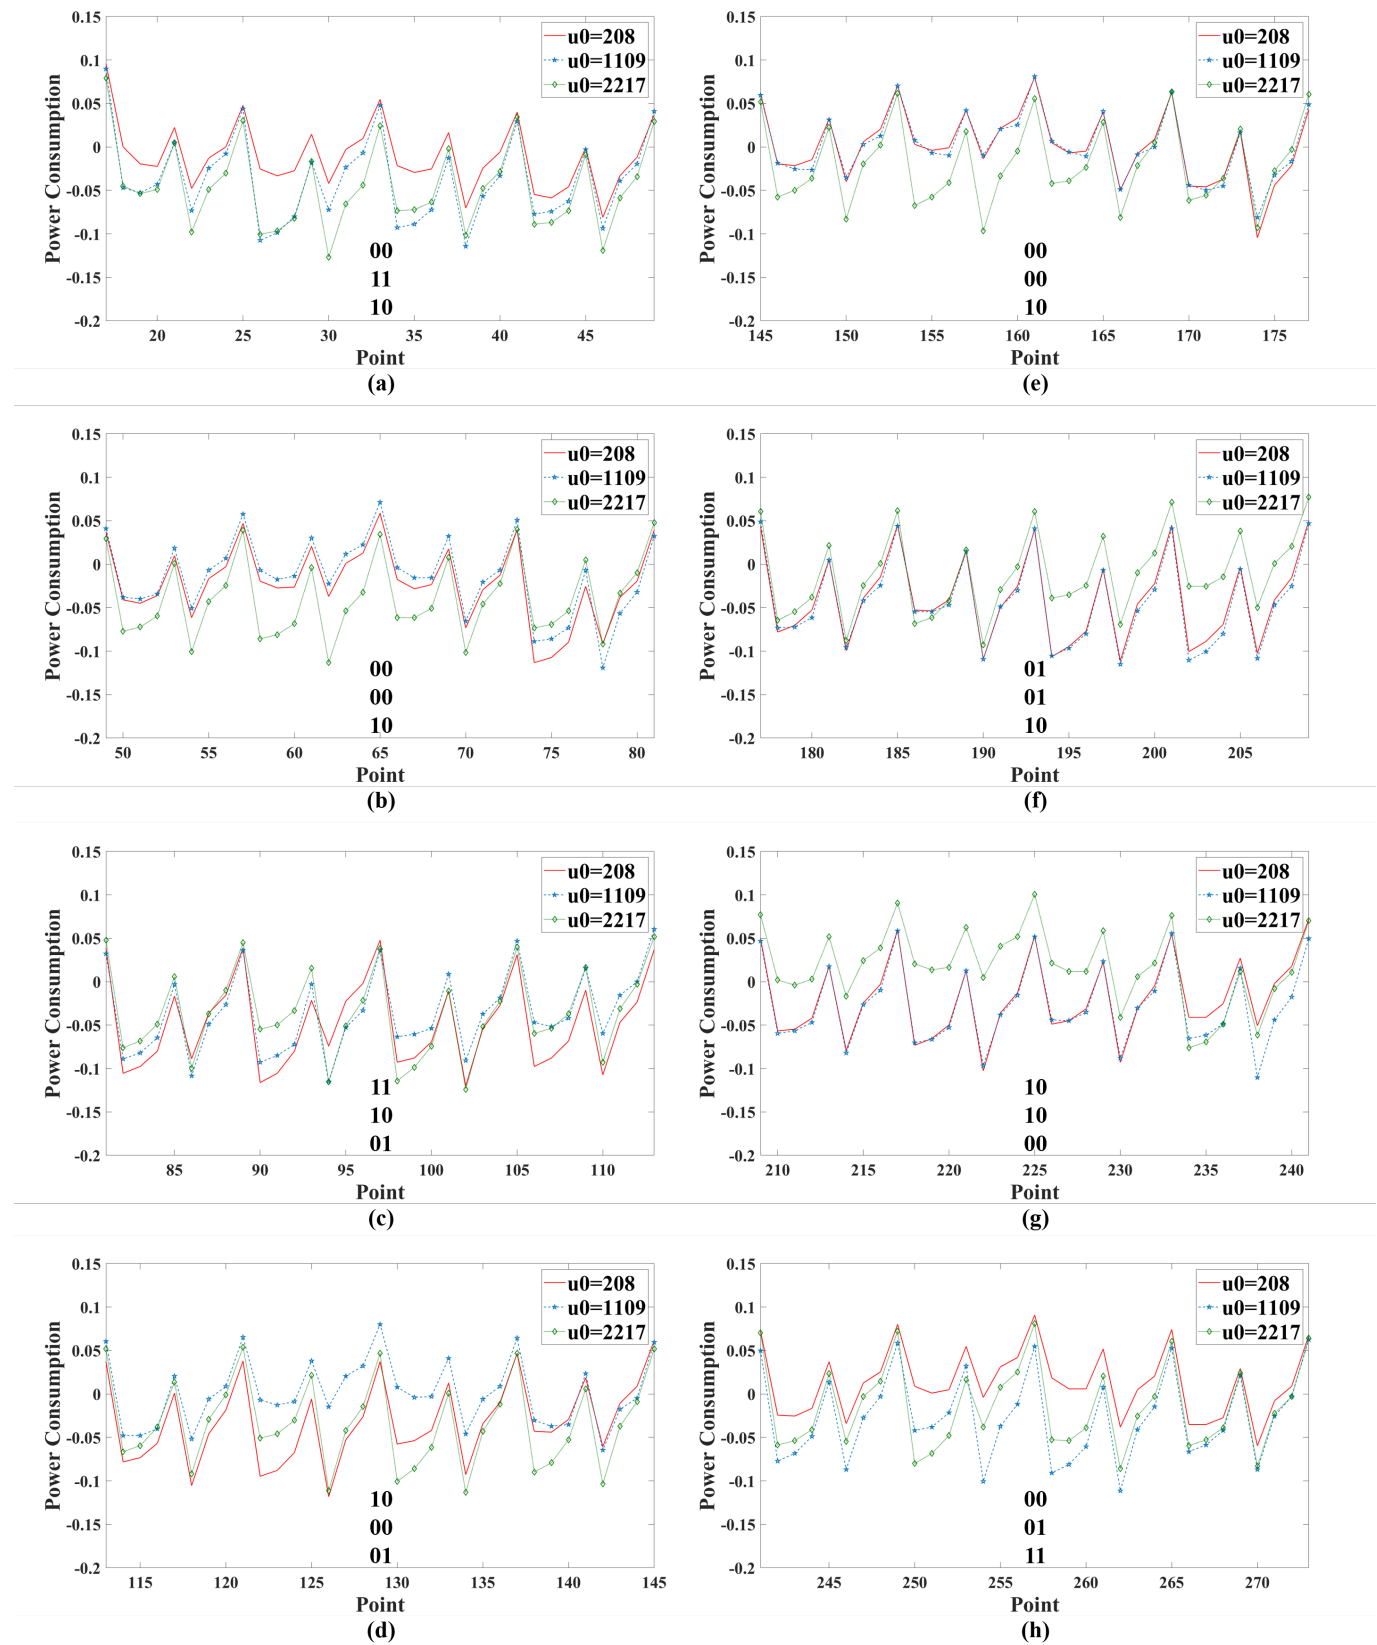 0.15
0.1
0.05
0
-0.05
-0.1
-0.15
-0.2
Power Consumption
u0=208
u0=1109
u0=2217
00
11
10
20 25 30 35 40 45
Point
(a)
0.15
0.1
0.05
0
-0.05
-0.1
-0.15
-0.2
Power Consumption
u0=208
u0=1109
u0=2217
00
00
10
145 150 155 160 165 170 175
Point
(e)
0.15
0.1
0.05
0
-0.05
-0.1
-0.15
-0.2
Power Consumption
u0=208
u0=1109
u0=2217
00
00
10
50 55 60 65 70 75 80
Point
(b)
0.15
0.1
0.05
0
-0.05
-0.1
-0.15
-0.2
Power Consumption
u0=208
u0=1109
u0=2217
01
01
10
180 185 190 195 200 205
Point
(f)
0.15
0.1
0.05
0
-0.05
-0.1
-0.15
-0.2
Power Consumption
u0=208
u0=1109
u0=2217
11
10
01
85 90 95 100 105 110
Point
(c)
0.15
0.1
0.05
0
-0.05
-0.1
-0.15
-0.2
Power Consumption
u0=208
u0=1109
u0=2217
10
10
00
210 215 220 225 230 235 240
Point
(g)
0.15
0.1
0.05
0
-0.05
-0.1
-0.15
-0.2
Power Consumption
u0=208
u0=1109
u0=2217
10
00
01
115 120 125 130 135 140 145
Point
(d)
0.15
0.1
0.05
0
-0.05
-0.1
-0.15
-0.2
Power Consumption
u0=208
u0=1109
u0=2217
00
01
11
245 250 255 260 265 270
Point
(h)